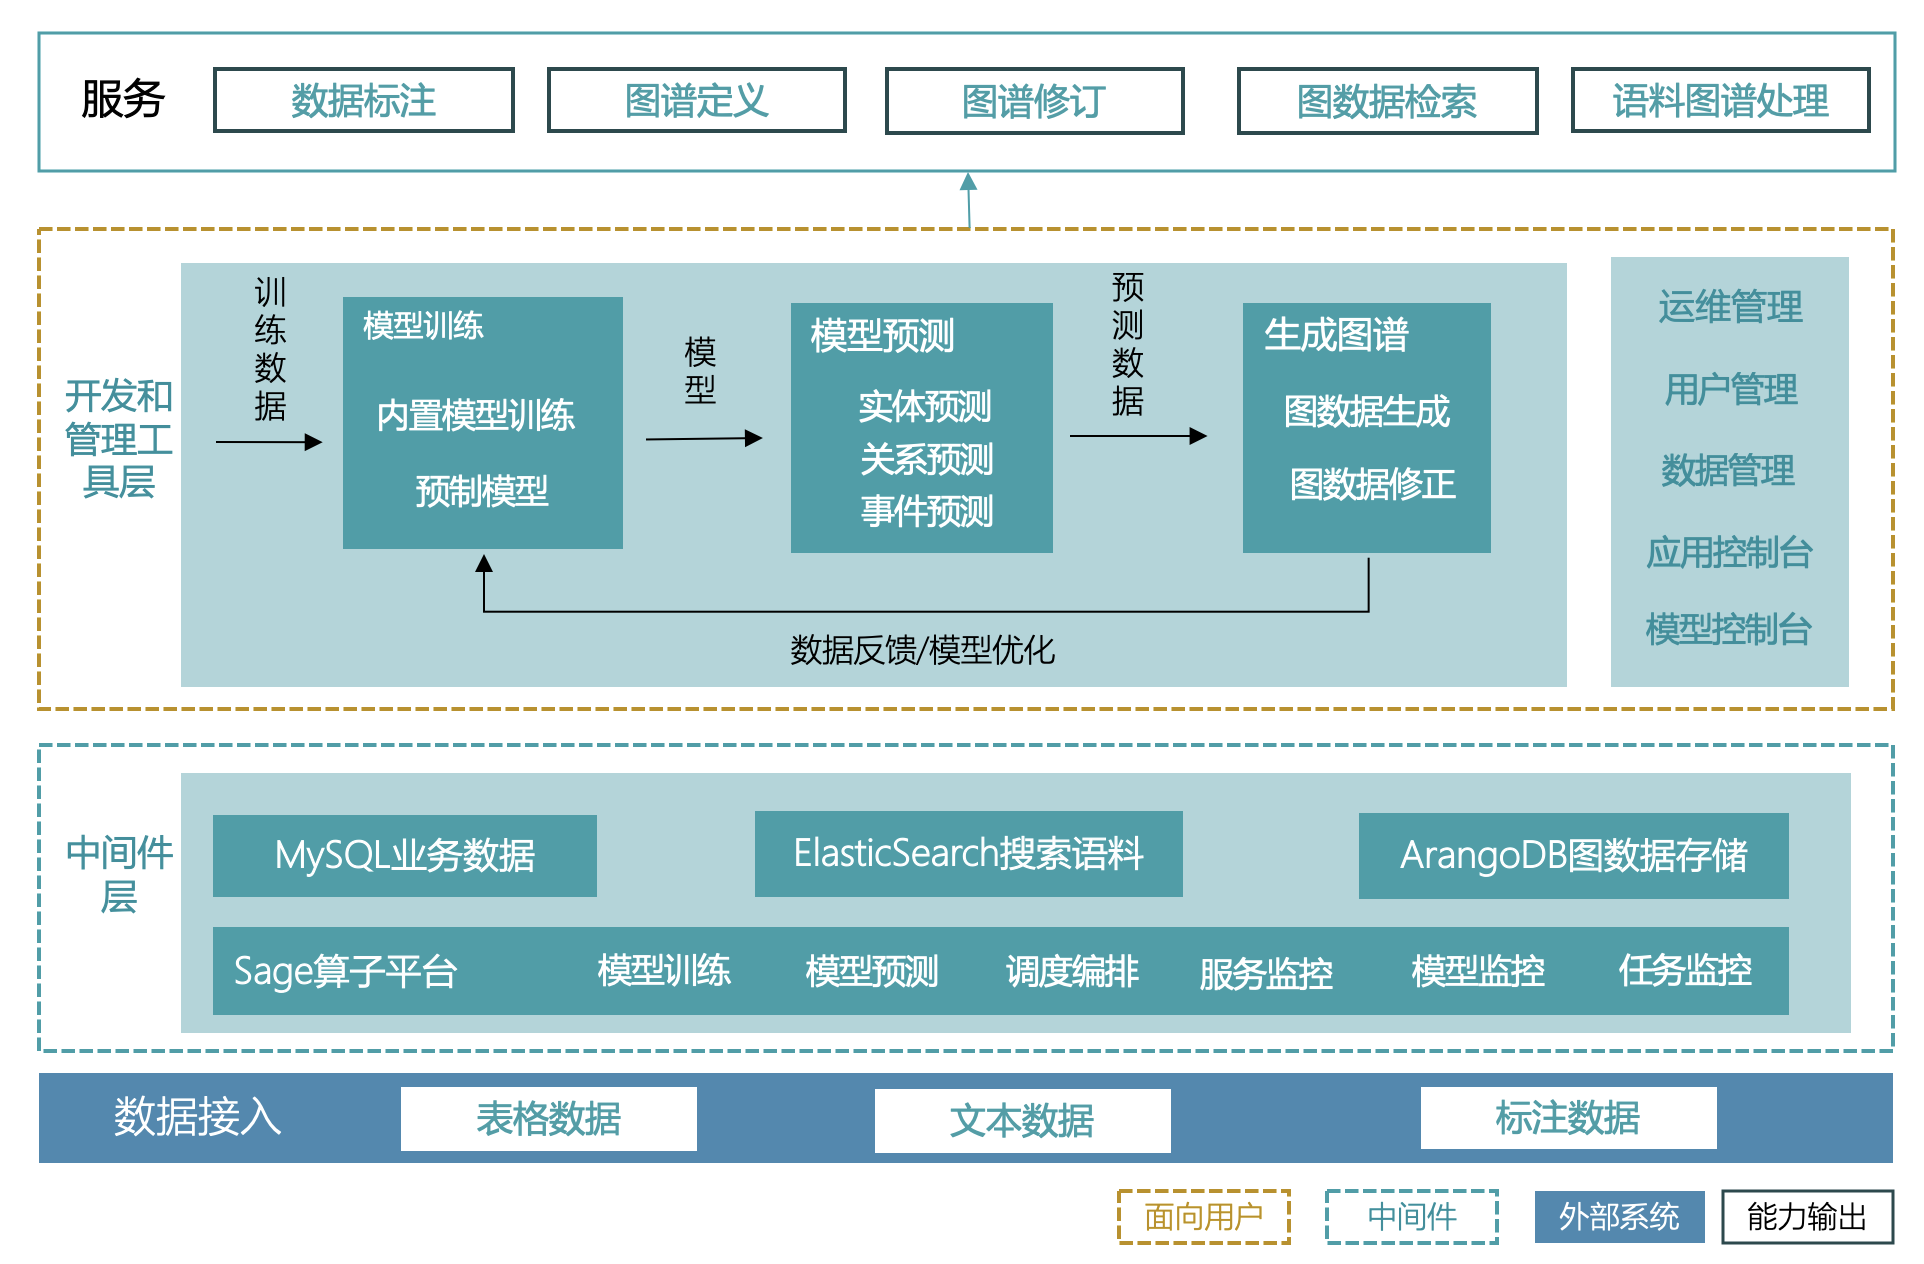 服务
数据标注
图谱定义
图谱修订
图数据检索
语料图谱处理
开发和
管理工
具层
训
练
数
据
模型训练
内置模型训练
预制模型
模
型
模型预测
实体预测
关系预测
事件预测
预
测
数
据
生成图谱
图数据生成
图数据修正
数据反馈/模型优化
运维管理
用户管理
数据管理
应用控制台
模型控制台
中间件
层
MySQL业务数据
ElasticSearch搜索语料
ArangoDB图数据存储
Sage算子平台
模型训练
模型预测
调度编排
服务监控
模型监控
任务监控
数据接入
表格数据
文本数据
标注数据
面向用户
中间件
外部系统
能力输出